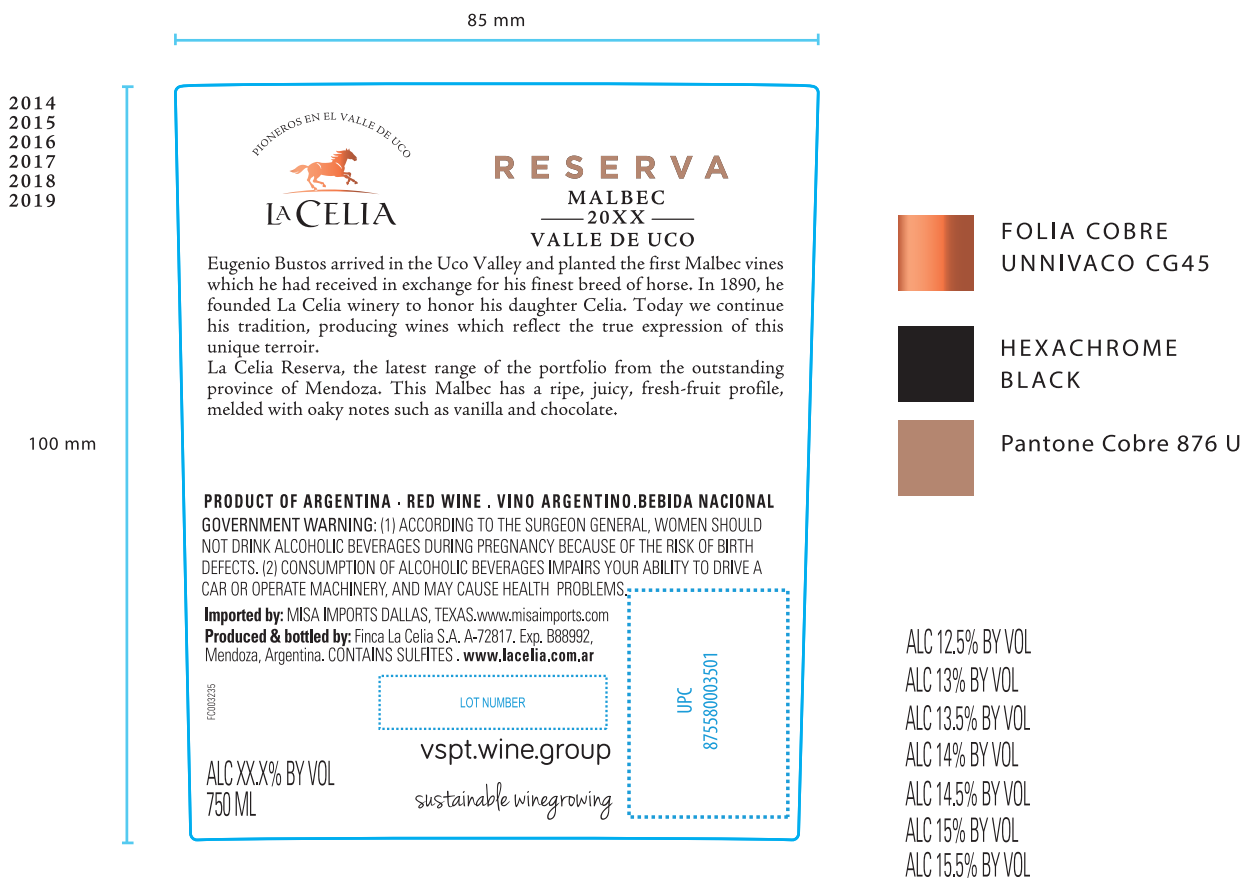 85 mm
2014
2015
2016
2017
2018
2019
100 mm
PIONEROS EN EL VALLE DE UCO
LA CELIA
RESERVA
MALBEC
20XX
VALLE DE UCO
Eugenio Bustos arrived in the Uco Valley and planted the first Malbec vines
which he had received in exchange for his finest breed of horse. In 1890, he
founded La Celia winery to honor his daughter Celia. Today we continue
his tradition, producing wines which reflect the true expression of this
unique terroir.
La Celia Reserva, the latest range of the portfolio from the outstanding
province of Mendoza. This Malbec has a ripe, juicy, fresh-fruit profile,
melded with oaky notes such as vanilla and chocolate.
PRODUCT OF ARGENTINA · RED WINE . VINO ARGENTINO.BEBIDA NACIONAL
GOVERNMENT WARNING: (1) ACCORDING TO THE SURGEON GENERAL, WOMEN SHOULD
NOT DRINK ALCOHOLIC BEVERAGES DURING PREGNANCY BECAUSE OF THE RISK OF BIRTH
DEFECTS. (2) CONSUMPTION OF ALCOHOLIC BEVERAGES IMPAIRS YOUR ABILITY TO DRIVE A
CAR OR OPERATE MACHINERY, AND MAY CAUSE HEALTH PROBLEMS.
Imported by: MISA IMPORTS DALLAS, TEXAS.www.misaimports.com
Produced & bottled by: Finca La Celia S.A. A-72817. Exp. B88992,
Mendoza, Argentina. CONTAINS SULFITES . www.lacelia.com.ar
FC003235
LOT NUMBER
UPC
875580003501
vspt.wine.group
sustainable winegrowing
ALC XX.X% BY VOL
750 ML
FOLIA COBRE
UNNIVACO CG45
HEXACHROME
BLACK
Pantone Cobre 876 U
ALC 12.5% BY VOL
ALC 13% BY VOL
ALC 13.5% BY VOL
ALC 14% BY VOL
ALC 14.5% BY VOL
ALC 15% BY VOL
ALC 15.5% BY VOL